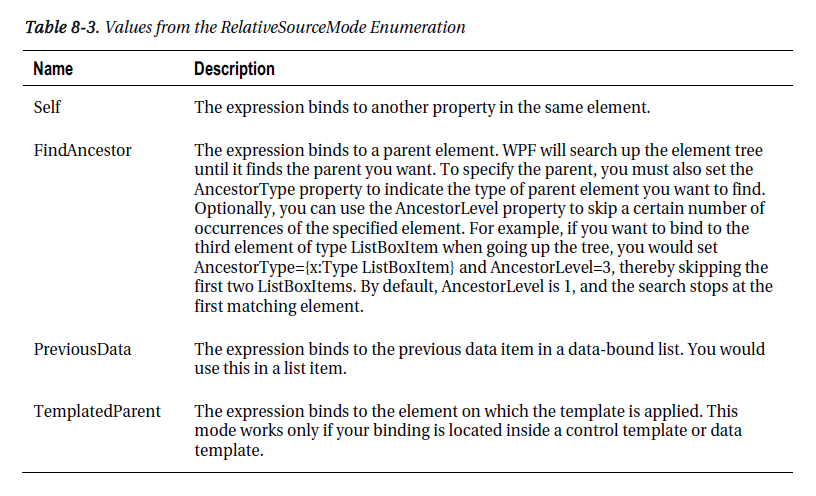 Table 8-3. Values from the RelativeSourceMode Enumeration
Name Description
Self The expression binds to another property in the same element.
FindAncestor The expression binds to a parent element. WPF will search up the element tree
until it finds the parent you want. To specify the parent, you must also set the
AncestorType property to indicate the type of parent element you want to find.
Optionally, you can use the AncestorLevel property to skip a certain number of
occurrences of the specified element. For example, if you want to bind to the
third element of type ListBoxItem when going up the tree, you would set
AncestorType={x:Type ListBoxItem} and AncestorLevel=3, thereby skipping the
first two ListBoxItems. By default, AncestorLevel is 1, and the search stops at the
first matching element.
PreviousData The expression binds to the previous data item in a data-bound list. You would
use this in a list item.
TemplatedParent The expression binds to the element on which the template is applied. This
mode works only if your binding is located inside a control template or data
template.